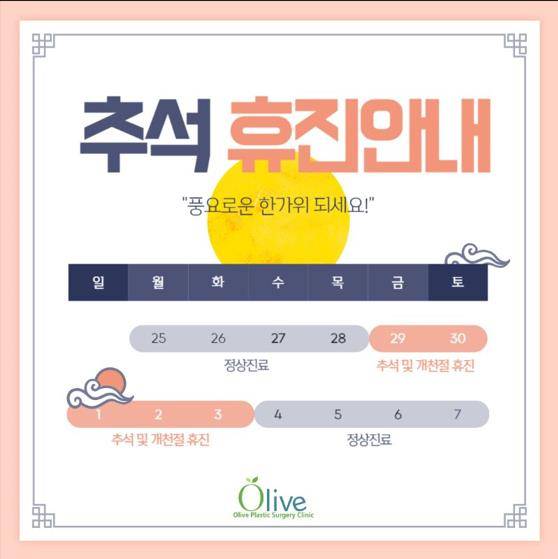 추석 휴진안내
"풍요로운 한가위 되세요!"
일 월 화 수 목 금 토
25 26 27 28 29 30
정상진료 추석 및 개천절 휴진
1 2 3 4 5 6 7
추석 및 개천절 휴진 정상진료
Olive
Olive Plastic Surgery Clinic